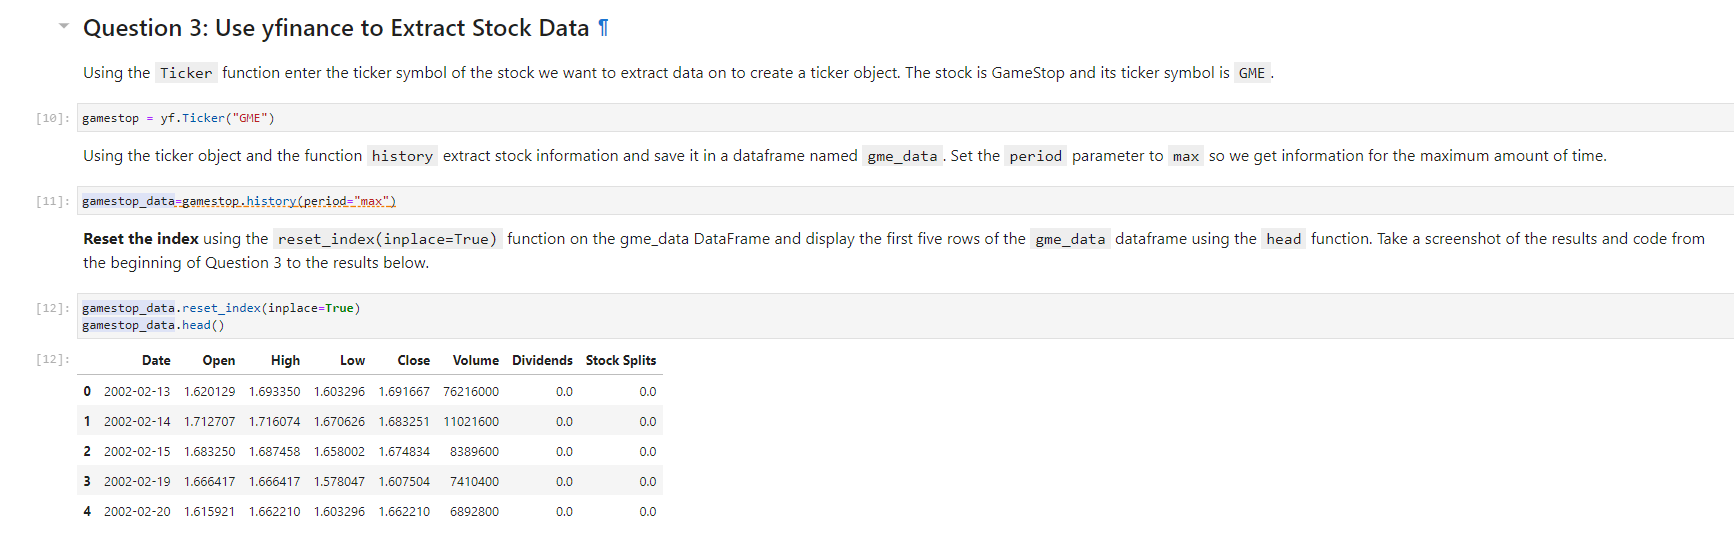 Question 3: Use yfinance to Extract Stock Data ¶
Using the Ticker function enter the ticker symbol of the stock we want to extract data on to create a ticker object. The stock is GameStop and its ticker symbol is GME .
[10]: gamestop = yf.Ticker("GME")
Using the ticker object and the function history extract stock information and save it in a dataframe named gme_data . Set the period parameter to max so we get information for the maximum amount of time.
[11]: gamestop_data=gamestop.history(period="max")
Reset the index using the reset_index(inplace=True) function on the gme_data DataFrame and display the first five rows of the gme_data dataframe using the head function. Take a screenshot of the results and code from
the beginning of Question 3 to the results below.
[12]: gamestop_data.reset_index(inplace=True)
gamestop_data.head()
[12]: Date Open High Low Close Volume Dividends Stock Splits
0 2002-02-13 1.620129 1.693350 1.603296 1.691667 76216000 0.0 0.0
1 2002-02-14 1.712707 1.716074 1.670626 1.683251 11021600 0.0 0.0
2 2002-02-15 1.683250 1.687458 1.658002 1.674834 8389600 0.0 0.0
3 2002-02-19 1.666417 1.666417 1.578047 1.607504 7410400 0.0 0.0
4 2002-02-20 1.615921 1.662210 1.603296 1.662210 6892800 0.0 0.0